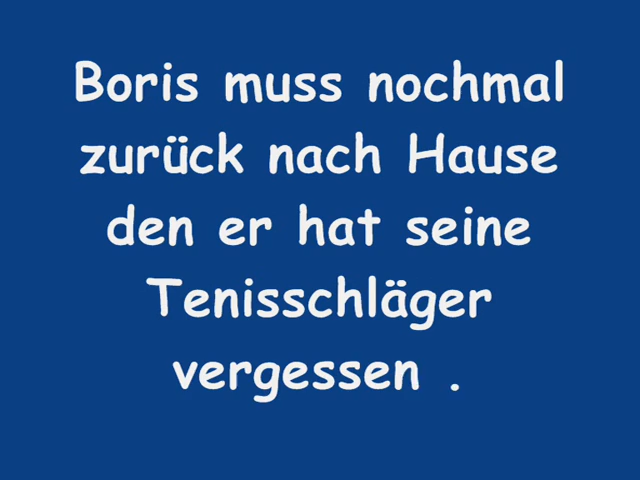 Boris muss nochmal
zurück nach Hause
den er hat seine
Tenisschläger
vergessen .